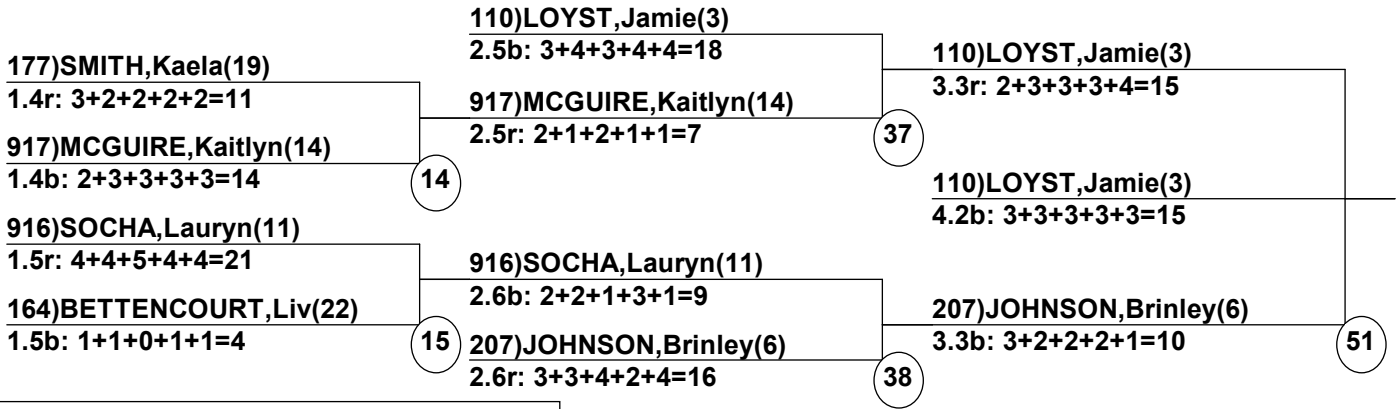 177)SMITH,Kaela(19)
1.4r: 3+2+2+2+2=11
917)MCGUIRE,Kaitlyn(14)
1.4b: 2+3+3+3+3=14
14
916)SOCHA,Lauryn(11)
1.5r: 4+4+5+4+4=21
164)BETTENCOURT,Liv(22)
1.5b: 1+1+0+1+1=4
15
110)LOYST,Jamie(3)
2.5b: 3+4+3+4+4=18
917)MCGUIRE,Kaitlyn(14)
2.5r: 2+1+2+1+1=7
37
916)SOCHA,Lauryn(11)
2.6b: 2+2+1+3+1=9
207)JOHNSON,Brinley(6)
2.6r: 3+3+4+2+4=16
38
110)LOYST,Jamie(3)
3.3r: 2+3+3+3+4=15
110)LOYST,Jamie(3)
4.2b: 3+3+3+3+3=15
207)JOHNSON,Brinley(6)
3.3b: 3+2+2+2+1=10
51